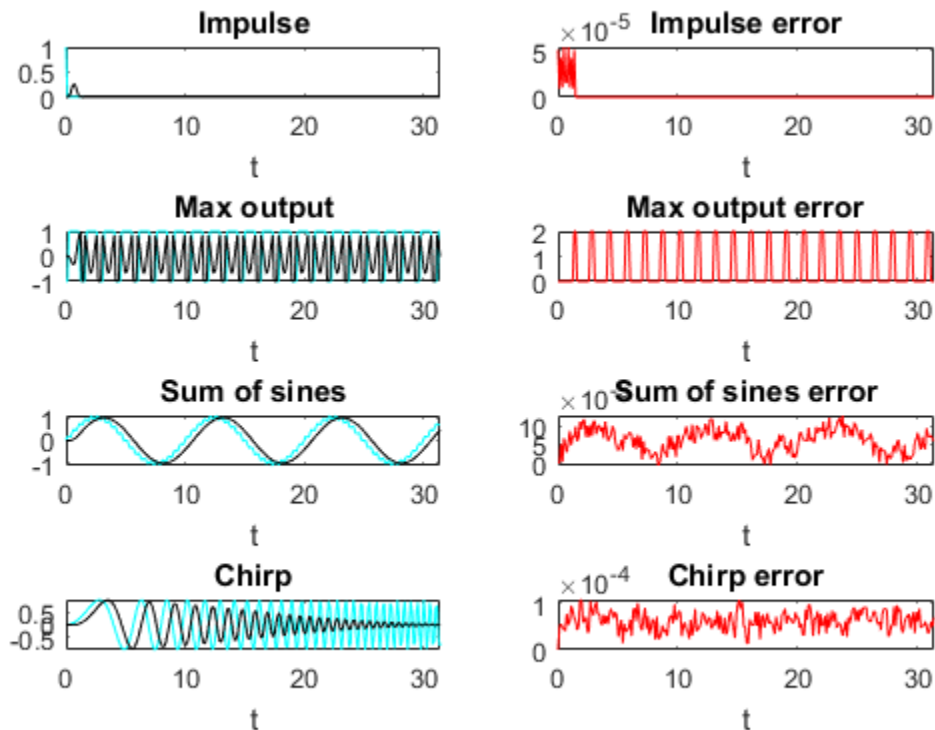 Impulse
1
0.5
0
0 10 20 30
t
× 10^-5
Impulse error
5
0
0 10 20 30
t
Max output
1
0
-1
0 10 20 30
t
Max output error
2
1
0
0 10 20 30
t
Sum of sines
1
0
-1
0 10 20 30
t
× 10^-
Sum of sines error
10
5
0
0 10 20 30
t
Chirp
0.5
0
-0.5
0 10 20 30
t
× 10^-4
Chirp error
1
0
0 10 20 30
t